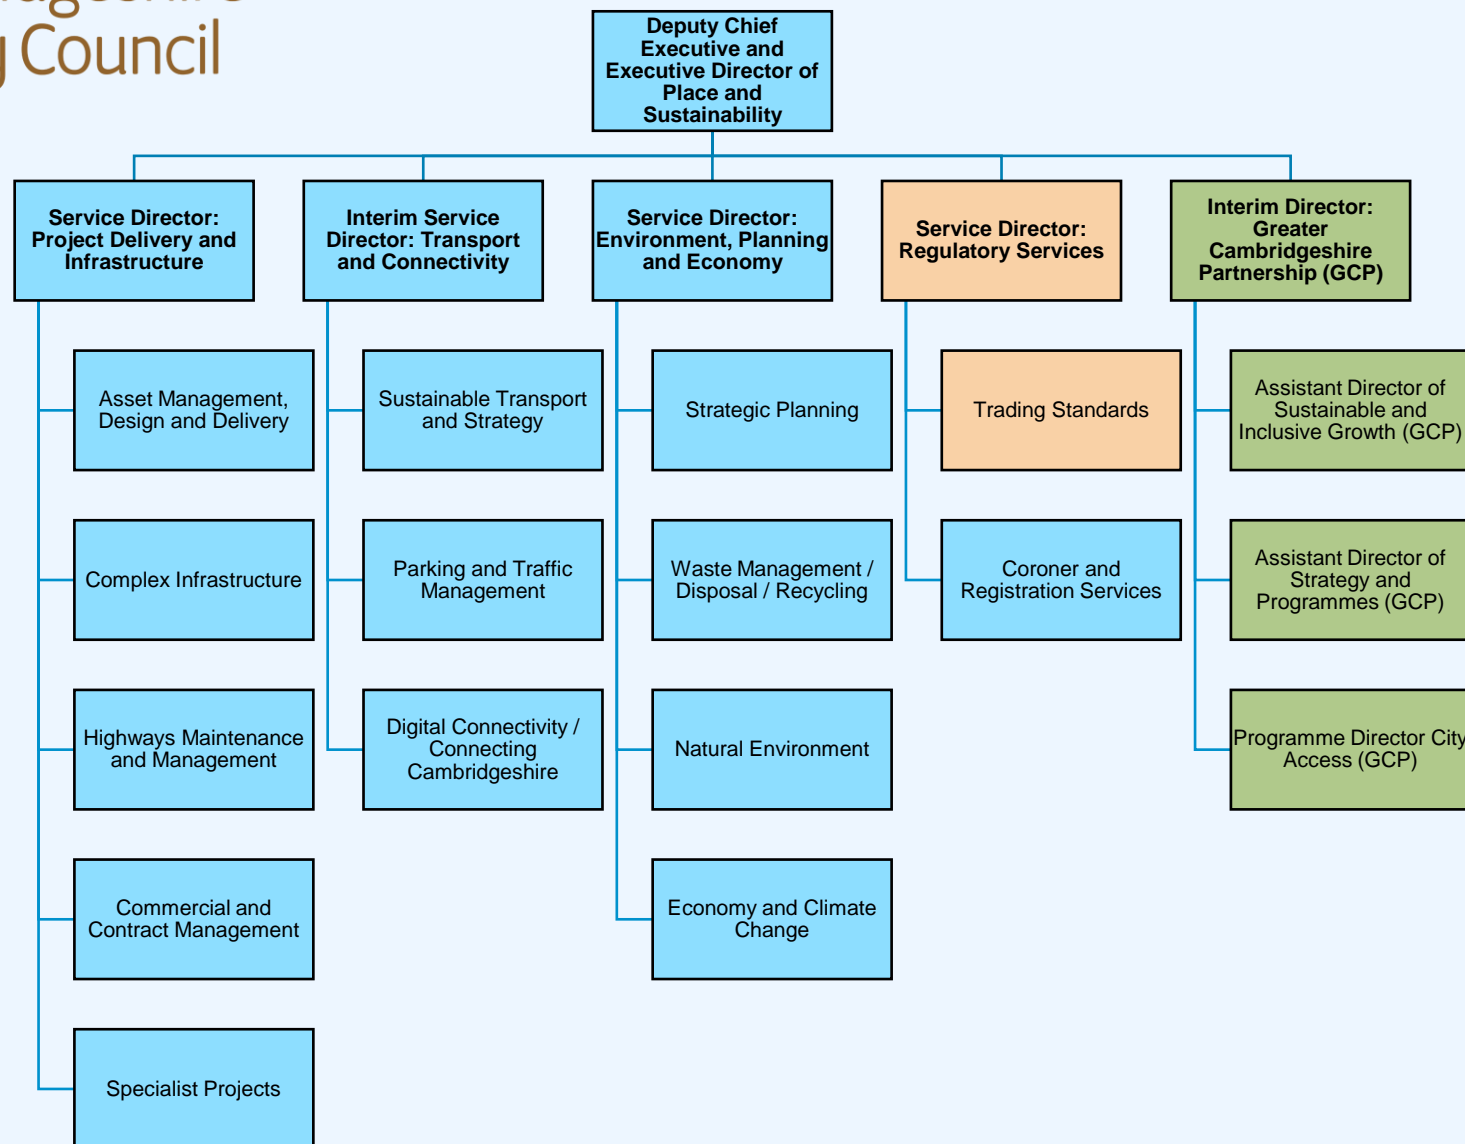 Council
Deputy Chief
Executive and
Executive Director of
Place and
Sustainability
Service Director:
Project Delivery and
Infrastructure
Interim Service
Director: Transport
and Connectivity
Service Director:
Environment, Planning
and Economy
Service Director:
Regulatory Services
Interim Director:
Greater
Cambridgeshire
Partnership (GCP)
Asset Management,
Design and Delivery
Complex Infrastructure
Highways Maintenance
and Management
Commercial and
Contract Management
Specialist Projects
Sustainable Transport
and Strategy
Parking and Traffic
Management
Digital Connectivity /
Connecting
Cambridgeshire
Strategic Planning
Waste Management /
Disposal / Recycling
Natural Environment
Economy and Climate
Change
Trading Standards
Coroner and
Registration Services
Assistant Director of
Sustainable and
Inclusive Growth (GCP)
Assistant Director of
Strategy and
Programmes (GCP)
Programme Director City
Access (GCP)